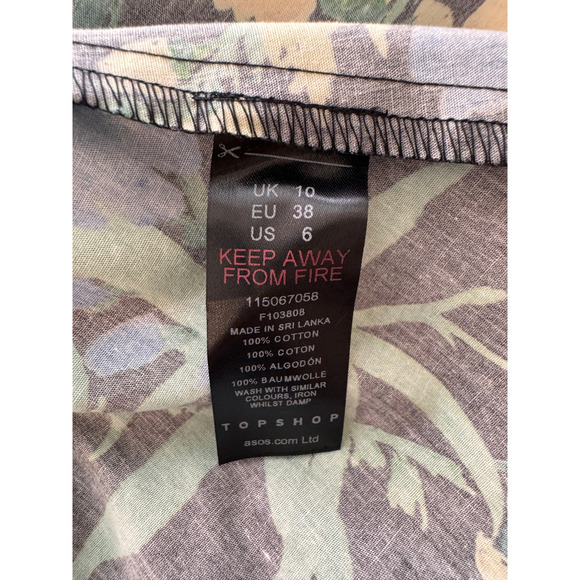 UK 10
EU 38
US 6
KEEP AWAY
FROM FIRE
115067058
F103808
MADE IN SRI LANKA
100% COTTON
100% COTON
100% ALGODÓN
100% BAUMWOLLE
WASH WITH SIMILAR
COLOURS, IRON
WHILST DAMP
TOPSHOP
asos.com Ltd